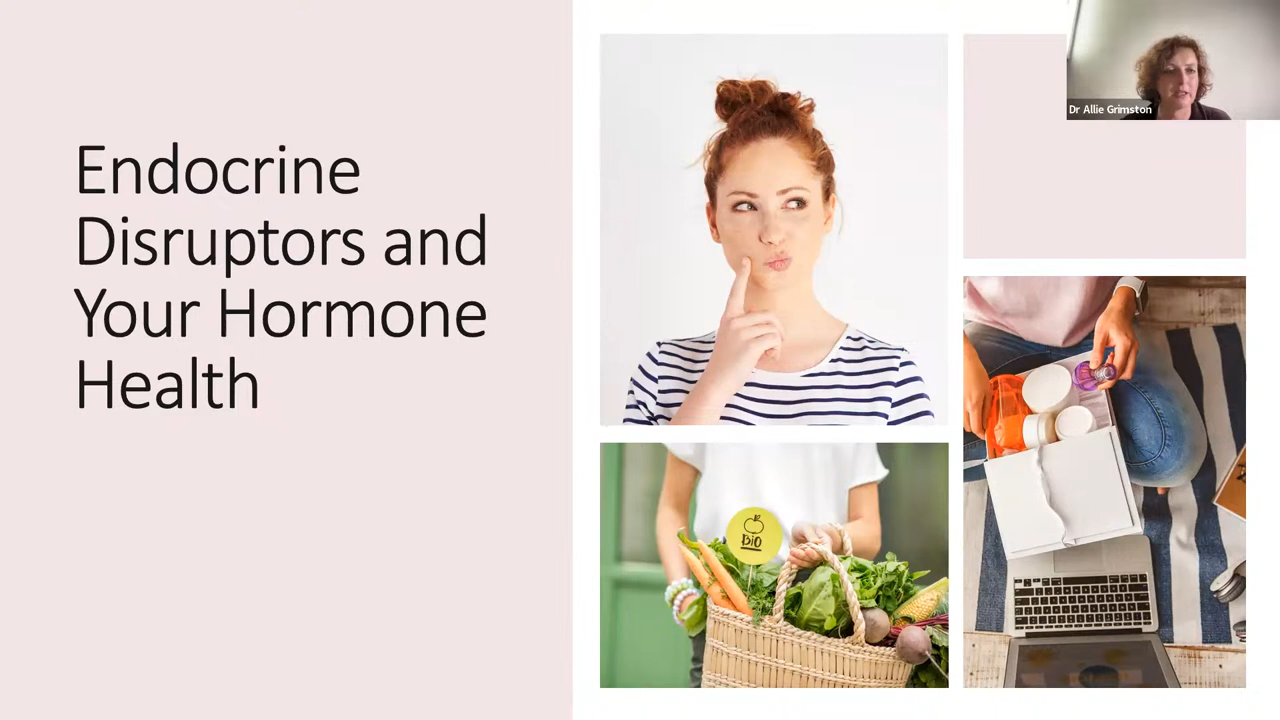 Endocrine
Disruptors and
Your Hormone
Health
Dr Allie Grimston
BiO